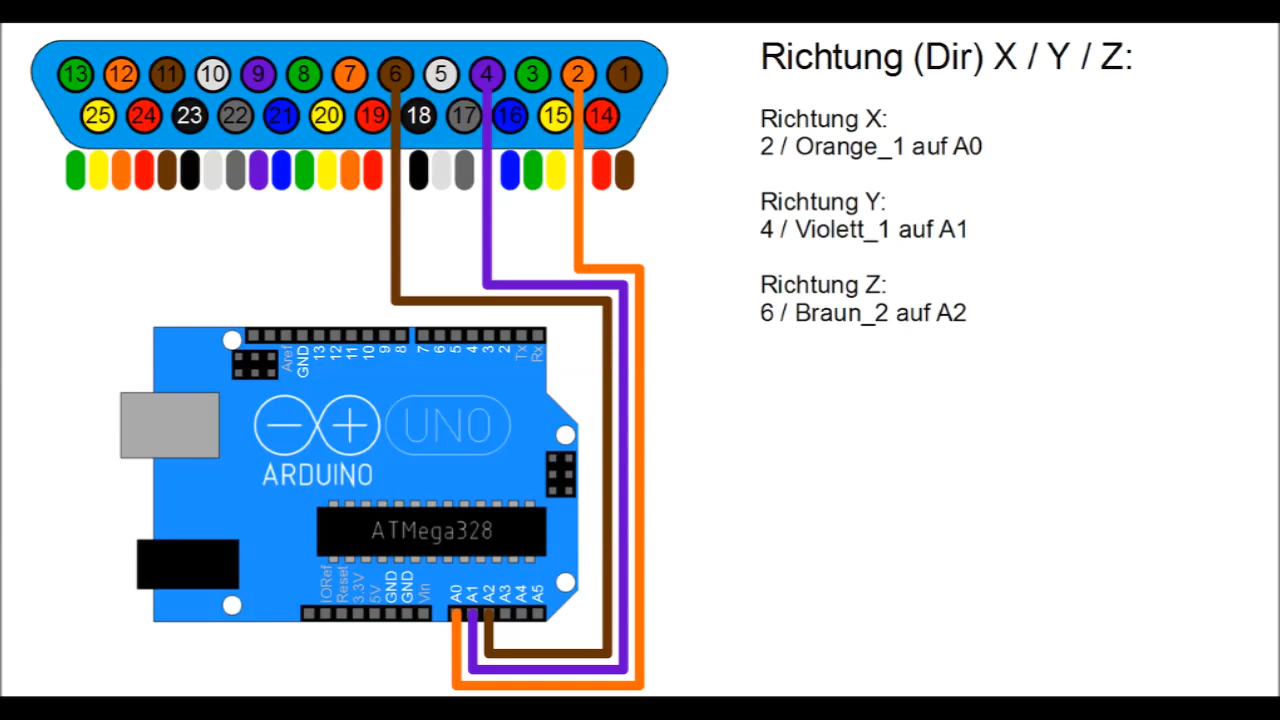 Richtung (Dir) X / Y / Z:
Richtung X:
2 / Orange_1 auf A0
Richtung Y:
4 / Violett_1 auf A1
Richtung Z:
6 / Braun_2 auf A2
13 12 11 10 9 8 7 6 5 4 3 2 1
25 24 23 22 21 20 19 18 17 16 15 14
Aref GND 13 12 11 10 9 8 7 6 5 4 3 2 Tx Rx
UNO
ARDUINO
ATMega328
IORef Reset 3.3V 5V GND GND Vin A0 A1 A2 A3 A4 A5